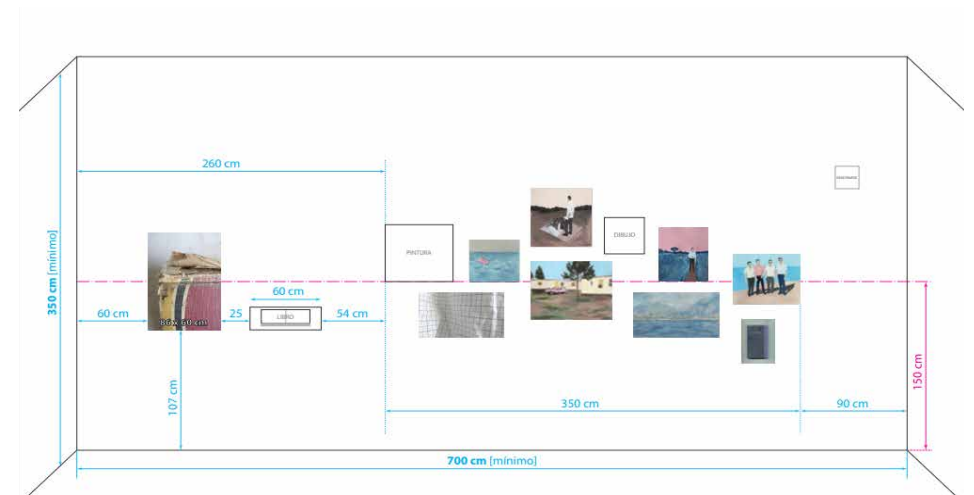 260 cm
PINTURA
DIBUJO
350 cm [mínimo]
60 cm
86 x 60 cm
25
60 cm
LIBRO
54 cm
107 cm
350 cm
90 cm
150 cm
700 cm [mínimo]